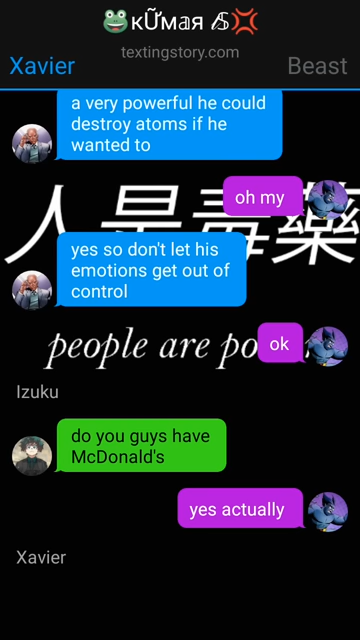 🐸кỮмαя 𝓐Ꮥ💢
textingstory.com
Xavier
Beast
a very powerful he could
destroy atoms if he
wanted to
oh my
人是毒藥
yes so don't let his
emotions get out of
control
people are po
ok
Izuku
do you guys have
McDonald's
yes actually
Xavier